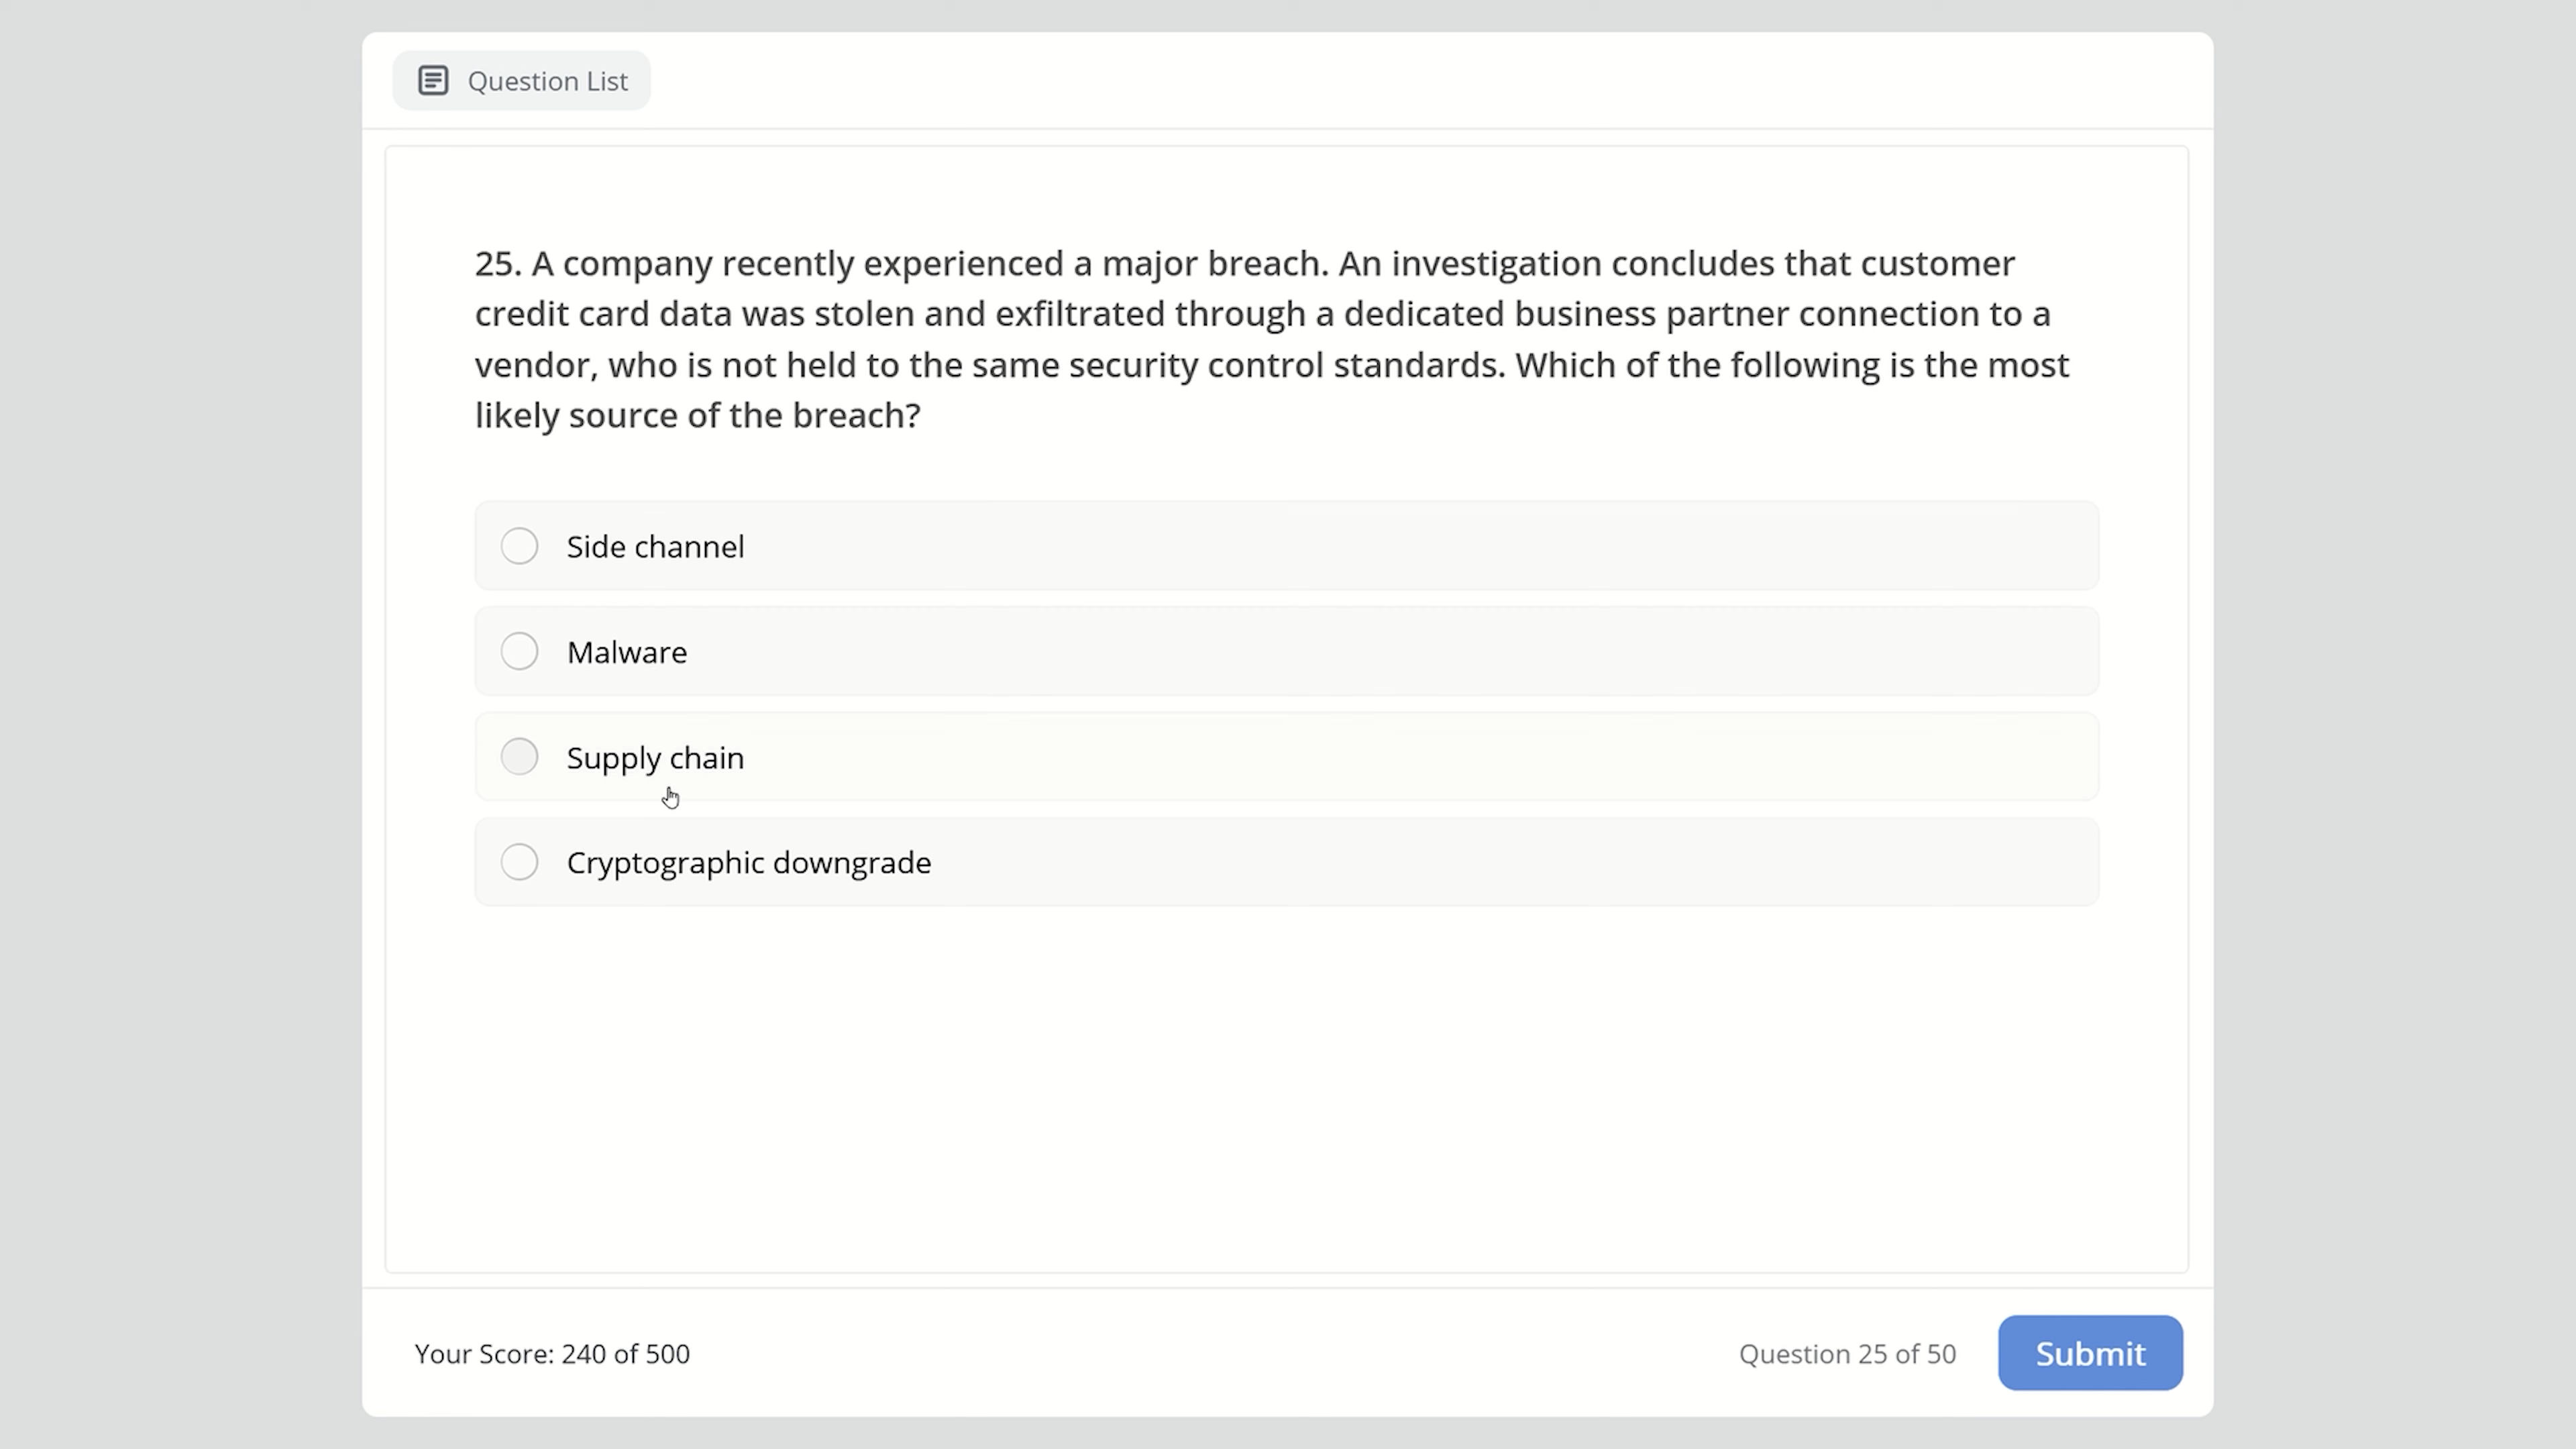 Question List
25. A company recently experienced a major breach. An investigation concludes that customer
credit card data was stolen and exfiltrated through a dedicated business partner connection to a
vendor, who is not held to the same security control standards. Which of the following is the most
likely source of the breach?
Side channel
Malware
Supply chain
Cryptographic downgrade
Your Score: 240 of 500
Question 25 of 50
Submit